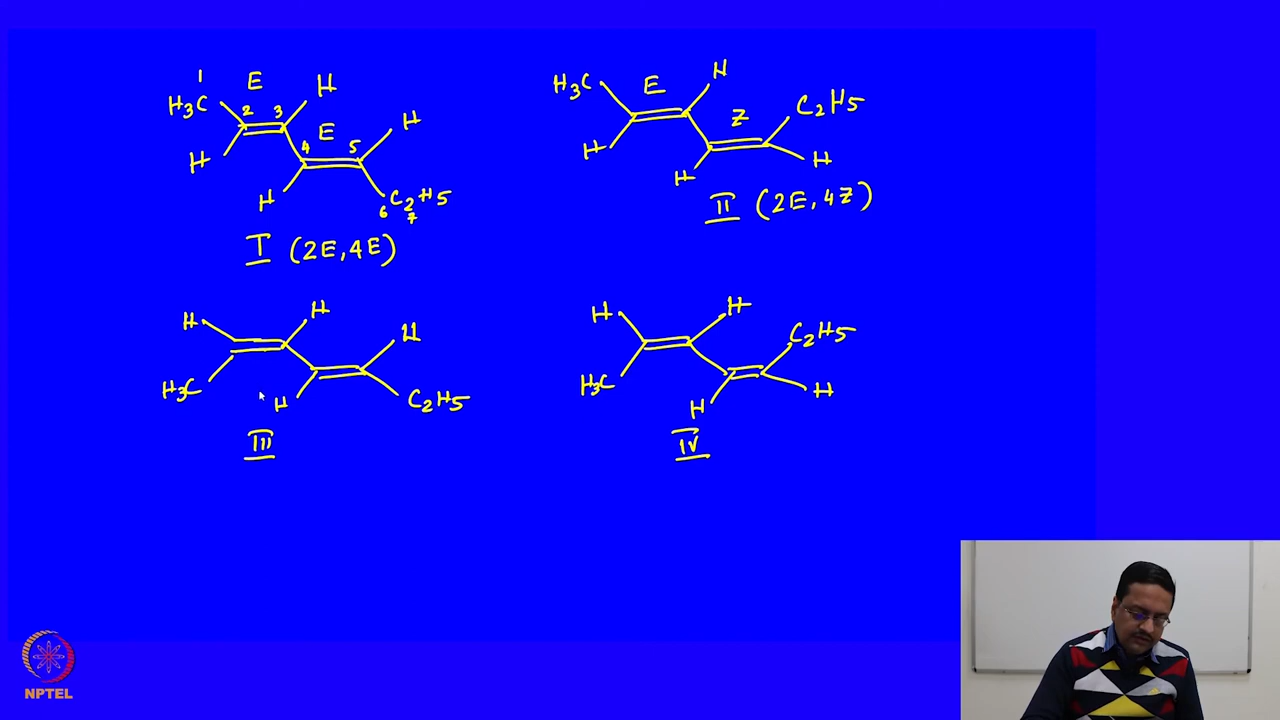 1 E H
H3C 2 3
H E H
4 5
H C2H5
6 7
I (2E, 4E)
H3C E H
H Z C2H5
H H
II (2E, 4Z)
H H
H
H3C H C2H5
III
H H
C2H5
H3C H H
IV
NPTEL